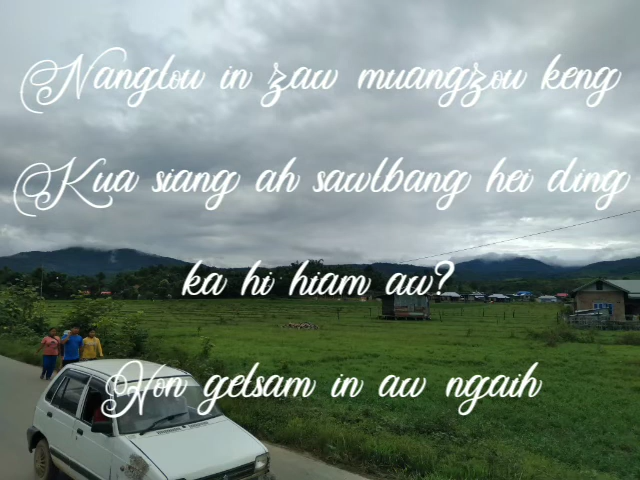 Nanglou in zaw muangzou keng
Kua siang ah sawlbang hei ding
ka hi hiam aw?
Hon gelsam in aw ngaih